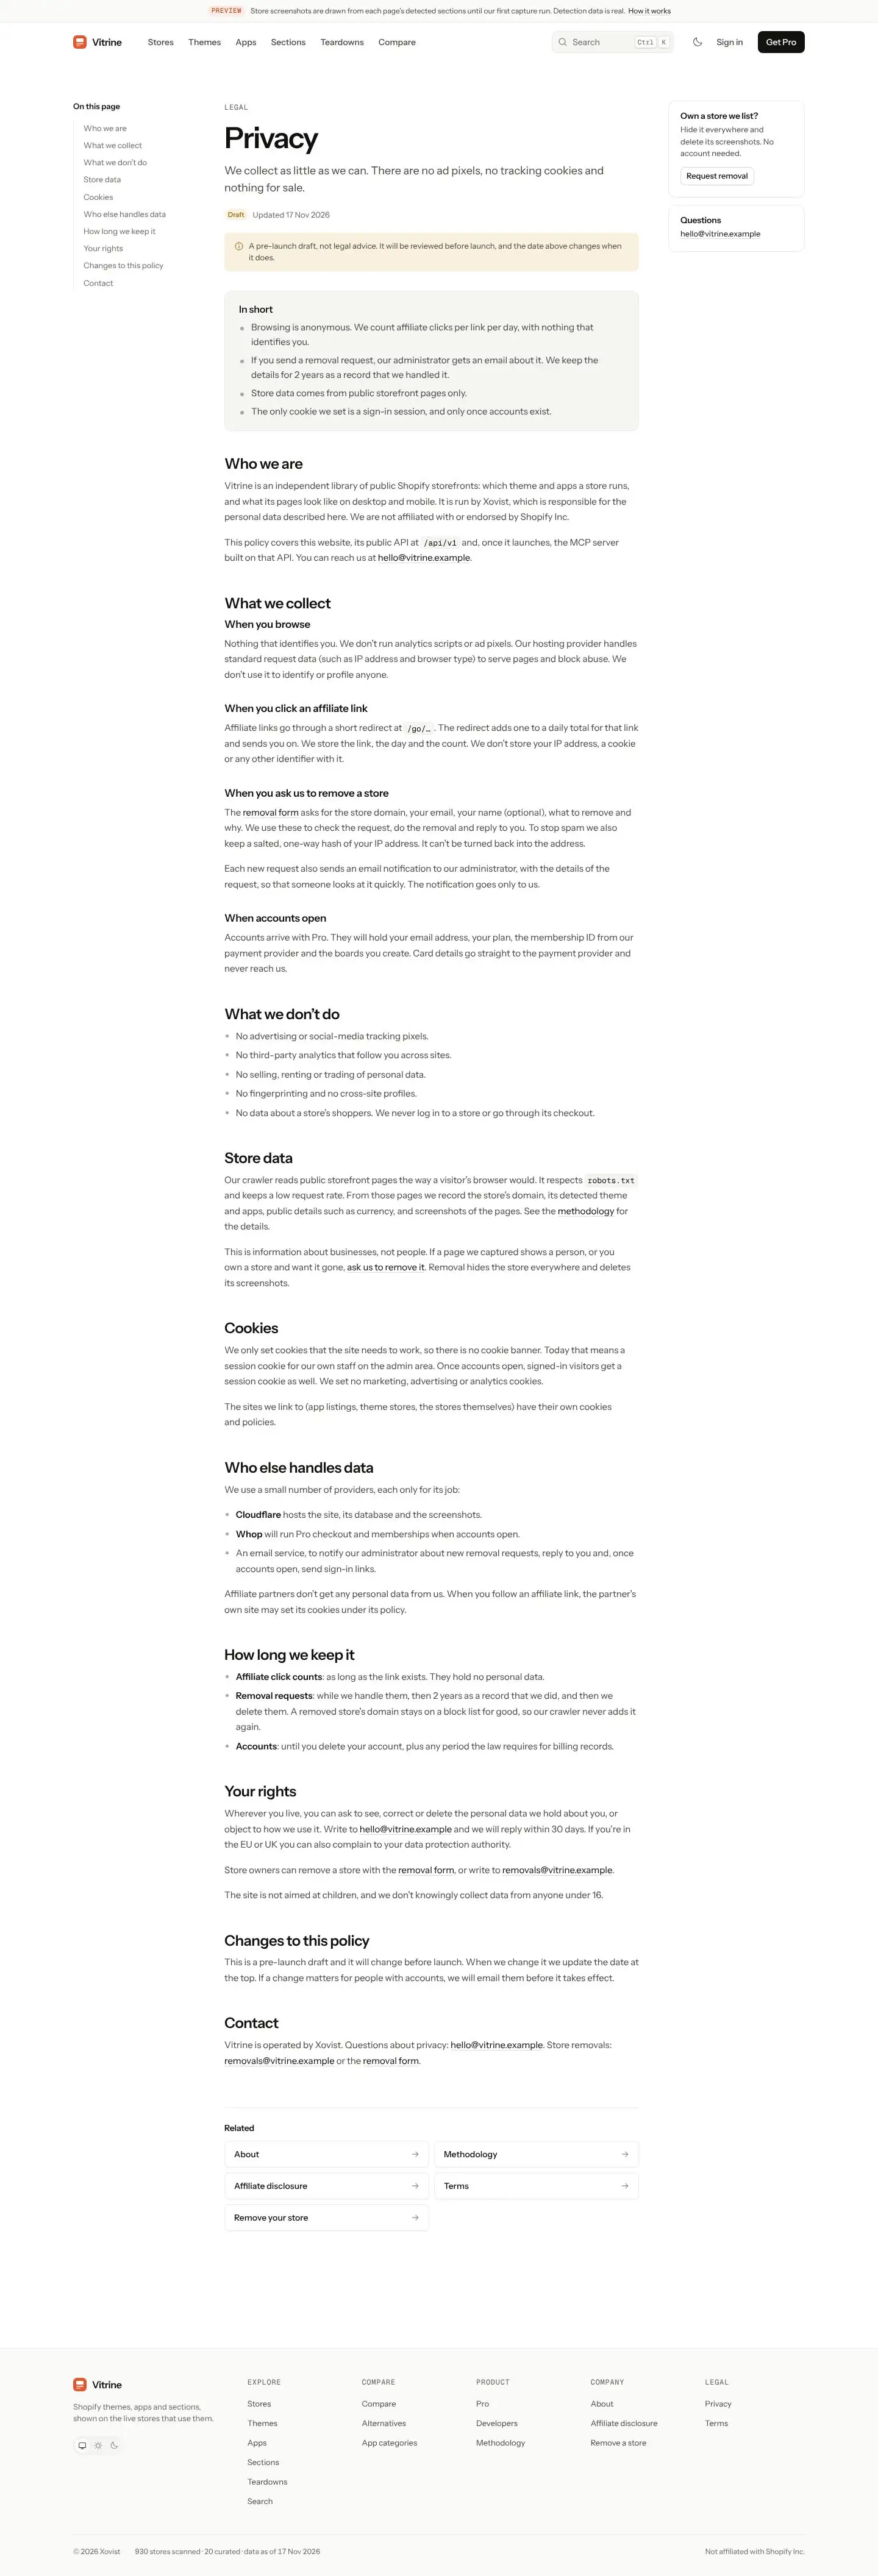 PREVIEW Store screenshots are drawn from each page's detected sections until our first capture run. Detection data is real. How it works
Vitrine
Stores
Themes
Apps
Sections
Teardowns
Compare
Search
Ctrl
K
Sign in
Get Pro
On this page
Who we are
What we collect
What we don't do
Store data
Cookies
Who else handles data
How long we keep it
Your rights
Changes to this policy
Contact
LEGAL
Privacy
We collect as little as we can. There are no ad pixels, no tracking cookies and
nothing for sale.
Draft Updated 17 Nov 2026
A pre-launch draft, not legal advice. It will be reviewed before launch, and the date above changes when
it does.
In short
Browsing is anonymous. We count affiliate clicks per link per day, with nothing that
identifies you.
If you send a removal request, our administrator gets an email about it. We keep the
details for 2 years as a record that we handled it.
Store data comes from public storefront pages only.
The only cookie we set is a sign-in session, and only once accounts exist.
Who we are
Vitrine is an independent library of public Shopify storefronts: which theme and apps a store runs,
and what its pages look like on desktop and mobile. It is run by Xovist, which is responsible for the
personal data described here. We are not affiliated with or endorsed by Shopify Inc.
This policy covers this website, its public API at /api/v1 and, once it launches, the MCP server
built on that API. You can reach us at hello@vitrine.example.
What we collect
When you browse
Nothing that identifies you. We don't run analytics scripts or ad pixels. Our hosting provider handles
standard request data (such as IP address and browser type) to serve pages and block abuse. We
don't use it to identify or profile anyone.
When you click an affiliate link
Affiliate links go through a short redirect at /go/… . The redirect adds one to a daily total for that link
and sends you on. We store the link, the day and the count. We don't store your IP address, a cookie
or any other identifier with it.
When you ask us to remove a store
The removal form asks for the store domain, your email, your name (optional), what to remove and
why. We use these to check the request, do the removal and reply to you. To stop spam we also
keep a salted, one-way hash of your IP address. It can't be turned back into the address.
Each new request also sends an email notification to our administrator, with the details of the
request, so that someone looks at it quickly. The notification goes only to us.
When accounts open
Accounts arrive with Pro. They will hold your email address, your plan, the membership ID from our
payment provider and the boards you create. Card details go straight to the payment provider and
never reach us.
What we don't do
No advertising or social-media tracking pixels.
No third-party analytics that follow you across sites.
No selling, renting or trading of personal data.
No fingerprinting and no cross-site profiles.
No data about a store's shoppers. We never log in to a store or go through its checkout.
Store data
Our crawler reads public storefront pages the way a visitor's browser would. It respects robots.txt
and keeps a low request rate. From those pages we record the store's domain, its detected theme
and apps, public details such as currency, and screenshots of the pages. See the methodology for
the details.
This is information about businesses, not people. If a page we captured shows a person, or you
own a store and want it gone, ask us to remove it. Removal hides the store everywhere and deletes
its screenshots.
Cookies
We only set cookies that the site needs to work, so there is no cookie banner. Today that means a
session cookie for our own staff on the admin area. Once accounts open, signed-in visitors get a
session cookie as well. We set no marketing, advertising or analytics cookies.
The sites we link to (app listings, theme stores, the stores themselves) have their own cookies
and policies.
Who else handles data
We use a small number of providers, each only for its job:
Cloudflare hosts the site, its database and the screenshots.
Whop will run Pro checkout and memberships when accounts open.
An email service, to notify our administrator about new removal requests, reply to you and, once
accounts open, send sign-in links.
Affiliate partners don't get any personal data from us. When you follow an affiliate link, the partner's
own site may set its cookies under its policy.
How long we keep it
Affiliate click counts: as long as the link exists. They hold no personal data.
Removal requests: while we handle them, then 2 years as a record that we did, and then we
delete them. A removed store's domain stays on a block list for good, so our crawler never adds it
again.
Accounts: until you delete your account, plus any period the law requires for billing records.
Your rights
Wherever you live, you can ask to see, correct or delete the personal data we hold about you, or
object to how we use it. Write to hello@vitrine.example and we will reply within 30 days. If you're in
the EU or UK you can also complain to your data protection authority.
Store owners can remove a store with the removal form, or write to removals@vitrine.example.
The site is not aimed at children, and we don't knowingly collect data from anyone under 16.
Changes to this policy
This is a pre-launch draft and it will change before launch. When we change it we update the date at
the top. If a change matters for people with accounts, we will email them before it takes effect.
Contact
Vitrine is operated by Xovist. Questions about privacy: hello@vitrine.example. Store removals:
removals@vitrine.example or the removal form.
Related
About
Methodology
Affiliate disclosure
Terms
Remove your store
Own a store we list?
Hide it everywhere and
delete its screenshots. No
account needed.
Request removal
Questions
hello@vitrine.example
Vitrine
Shopify themes, apps and sections,
shown on the live stores that use them.
EXPLORE
Stores
Themes
Apps
Sections
Teardowns
Search
COMPARE
Compare
Alternatives
App categories
PRODUCT
Pro
Developers
Methodology
COMPANY
About
Affiliate disclosure
Remove a store
LEGAL
Privacy
Terms
© 2026 Xovist
930 stores scanned · 20 curated · data as of 17 Nov 2026
Not affiliated with Shopify Inc.